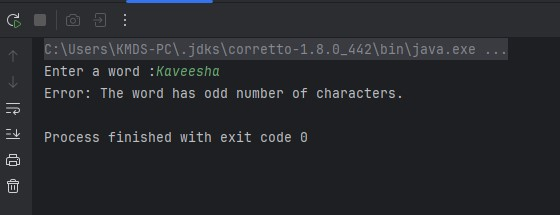 C:\Users\KMDS-PC\.jdks\corretto-1.8.0_442\bin\java.exe ...
Enter a word :Kaveesha
Error: The word has odd number of characters.
Process finished with exit code 0